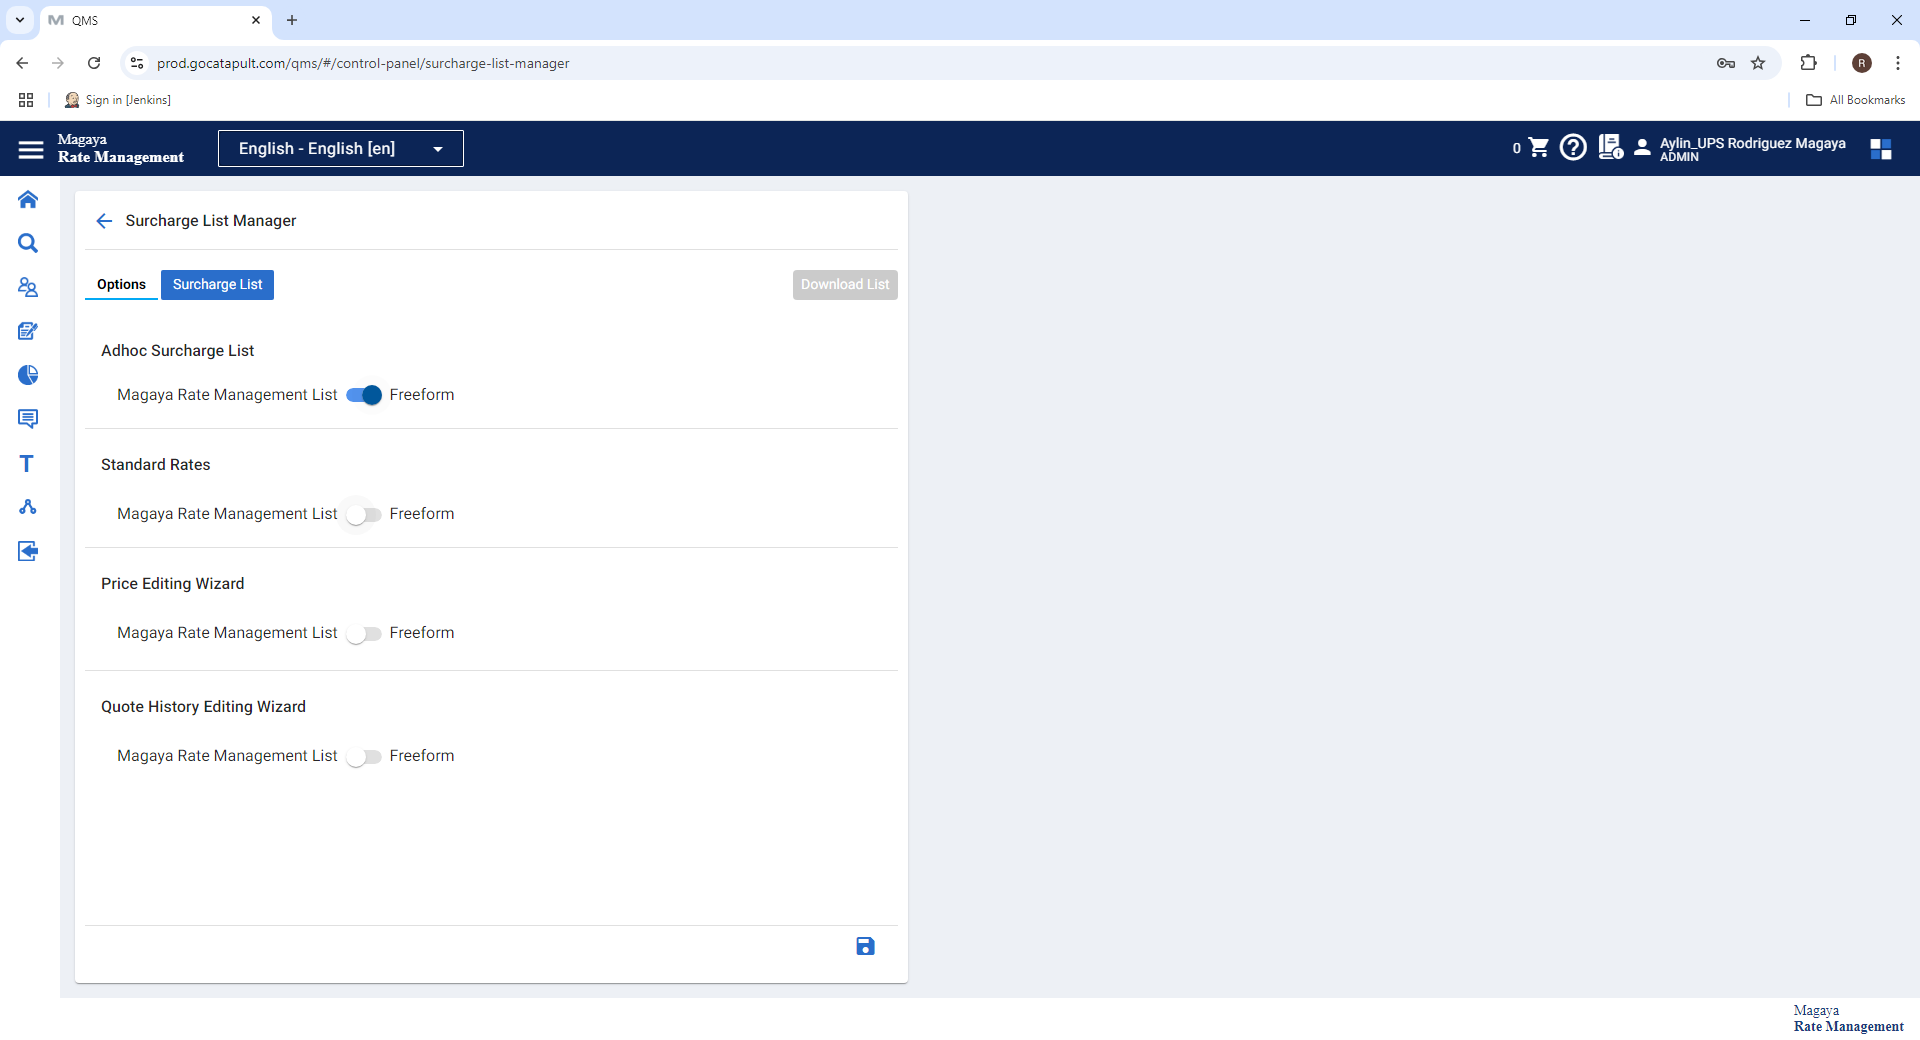 QMS
prod.gocatapult.com/qms/#/control-panel/surcharge-list-manager
R
Sign in [Jenkins]
All Bookmarks
Magaya
Rate Management
English - English [en]
0
Aylin_UPS Rodriguez Magaya
ADMIN
Surcharge List Manager
Options
Surcharge List
Download List
Adhoc Surcharge List
Magaya Rate Management List Freeform
Standard Rates
Magaya Rate Management List Freeform
Price Editing Wizard
Magaya Rate Management List Freeform
Quote History Editing Wizard
Magaya Rate Management List Freeform
Magaya
Rate Management